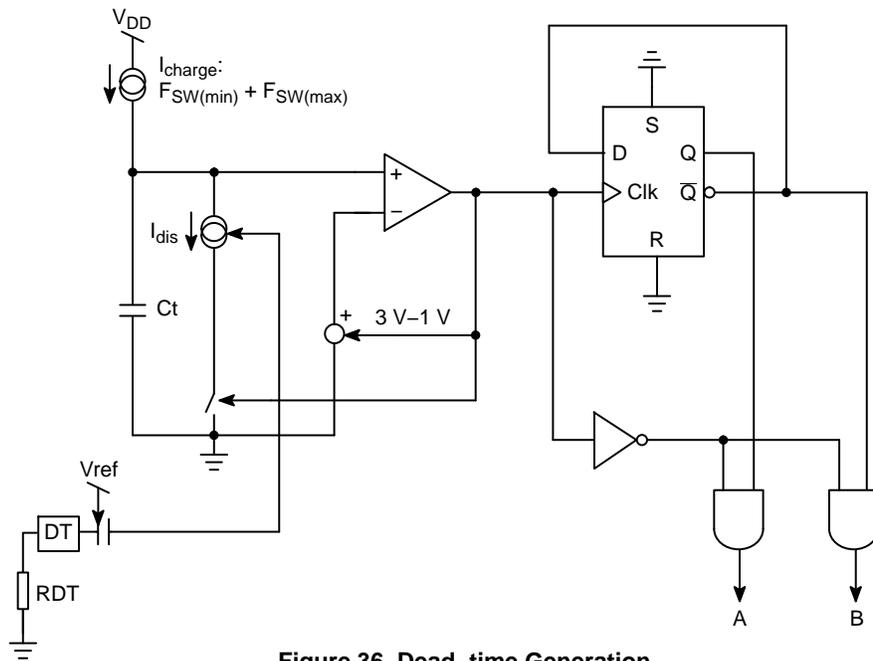 VDD
Icharge:
FSW(min) + FSW(max)
S
D
Q
+
Clk
Q
−
Idis
R
Ct
+
3 V–1 V
Vref
DT
RDT
A
B
Figure 36. Dead−time Generation